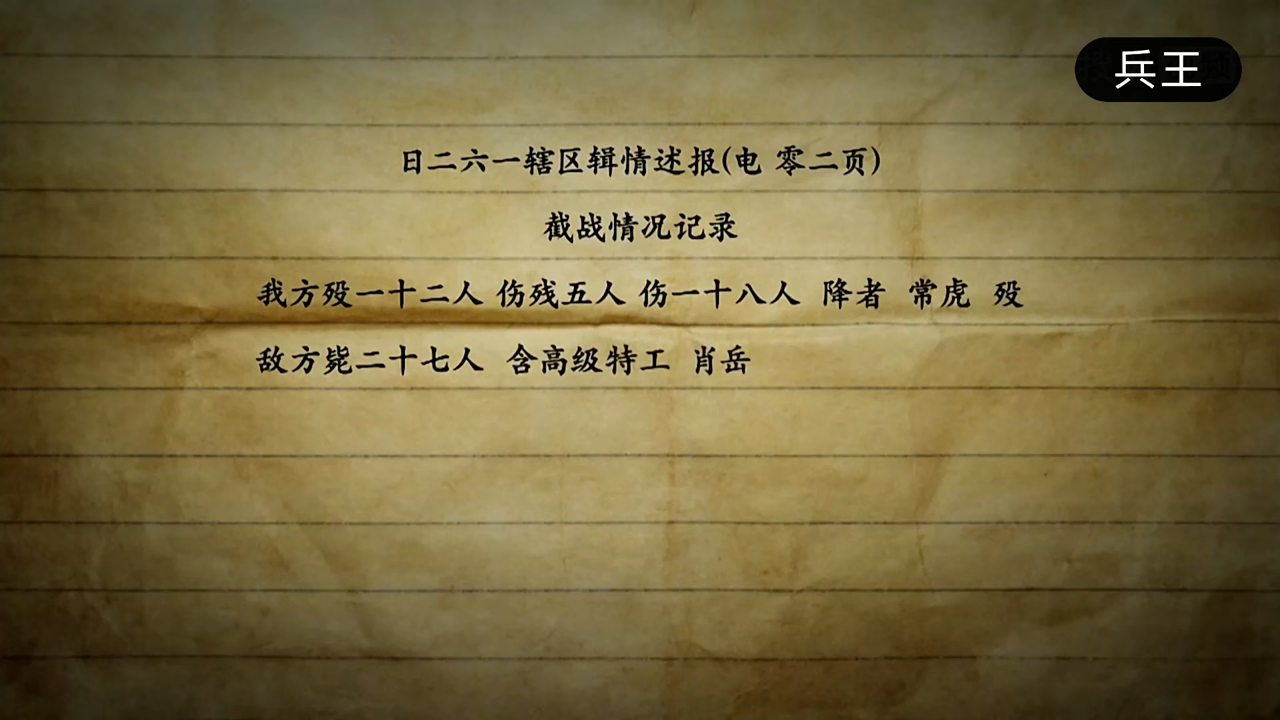 兵王
日二六一辖区辑情述报(电 零二页)
截战情况记录
我方殁一十二人 伤残五人 伤一十八人 降者 常虎 殁
敌方毙二十七人 含高级特工 肖岳